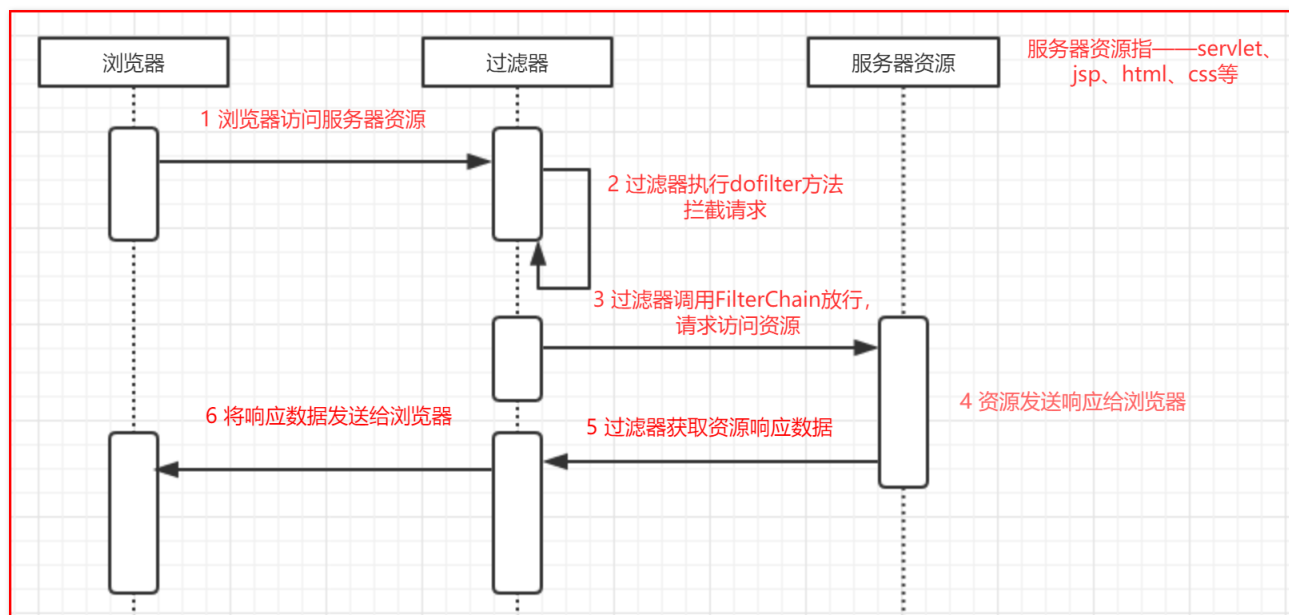 浏览器
过滤器
服务器资源
服务器资源指——servlet、
jsp、html、css等
1 浏览器访问服务器资源
2 过滤器执行dofilter方法
拦截请求
3 过滤器调用FilterChain放行，
请求访问资源
4 资源发送响应给浏览器
5 过滤器获取资源响应数据
6 将响应数据发送给浏览器